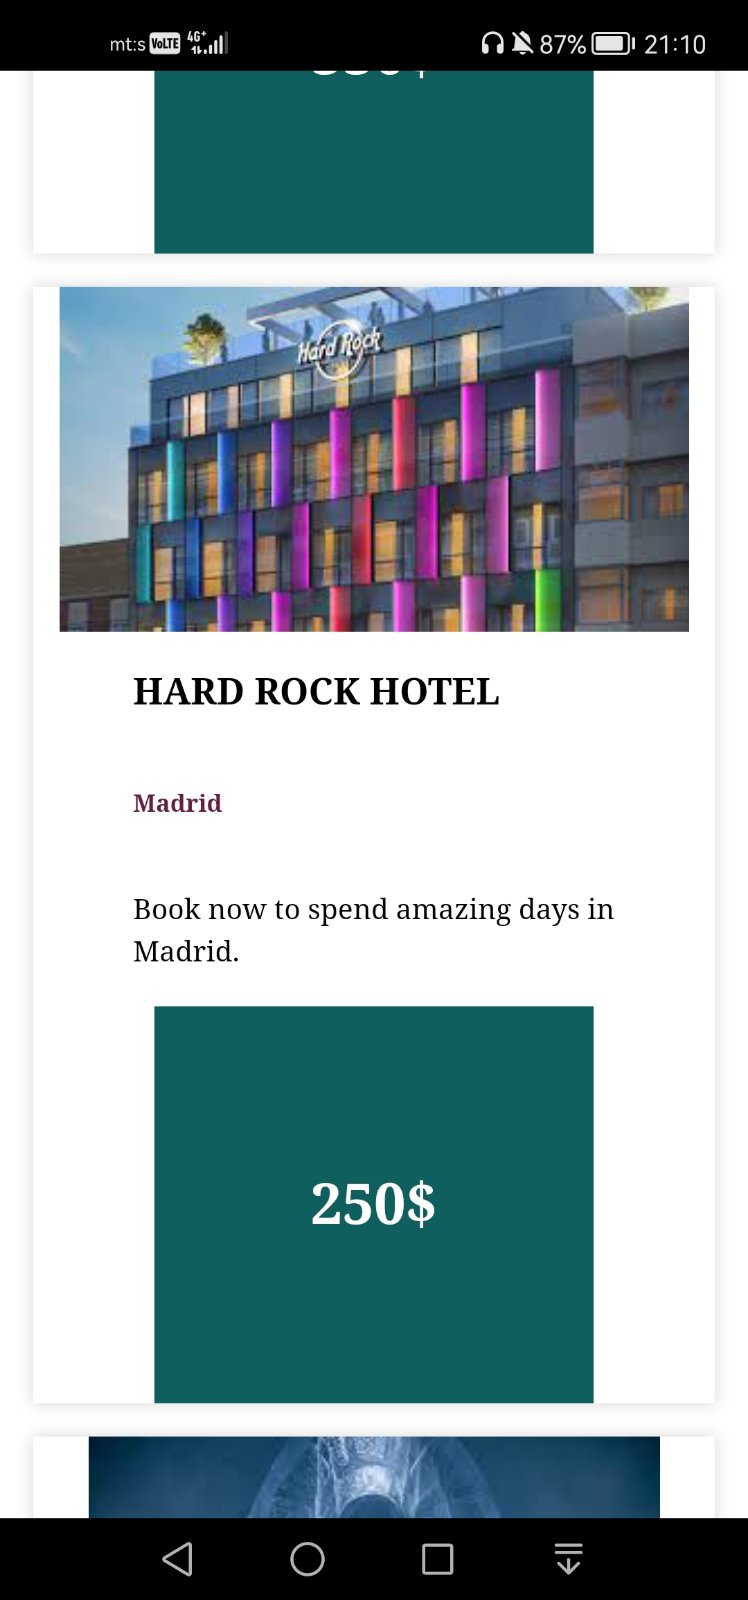 mt:s VoLTE 4G+ 87% 21:10
Hard Rock
HARD ROCK HOTEL
Madrid
Book now to spend amazing days in
Madrid.
250$